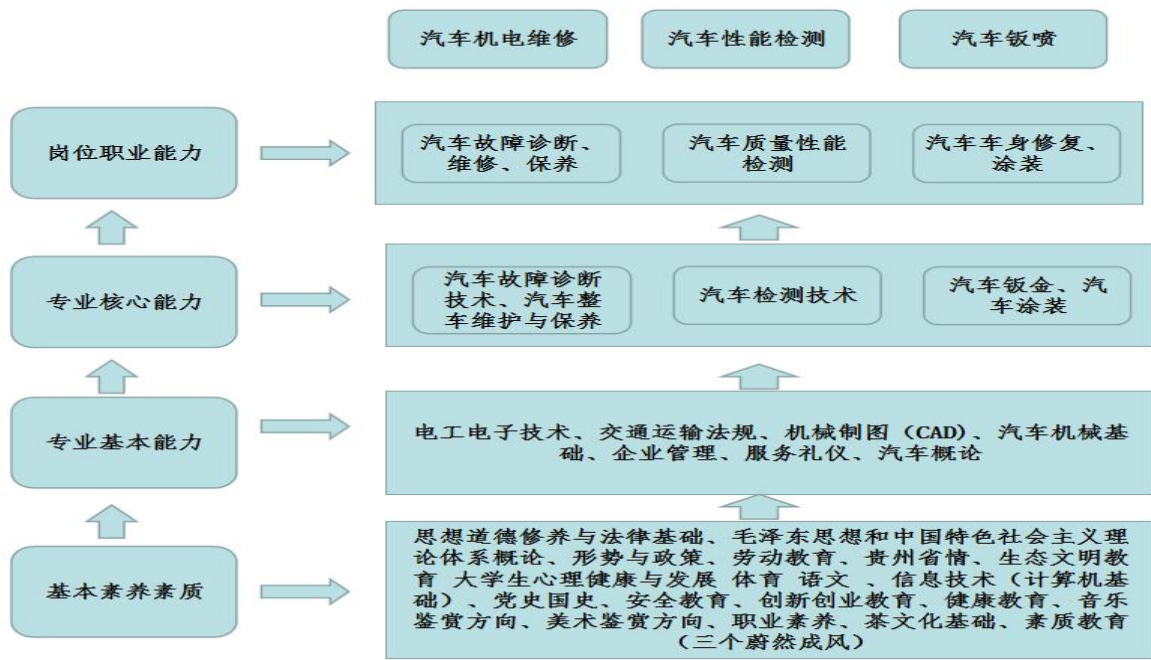 汽车机电维修
汽车性能检测
汽车钣喷
岗位职业能力
汽车故障诊断、
维修、保养
汽车质量性能
检测
汽车车身修复、
涂装
专业核心能力
汽车故障诊断
技术、汽车整
车维护与保养
汽车检测技术
汽车钣金、汽
车涂装
专业基本能力
电工电子技术、交通运输法规、机械制图（CAD）、汽车机械基
础、企业管理、服务礼仪、汽车概论
基本素养素质
思想道德修养与法律基础、毛泽东思想和中国特色社会主义理
论体系概论、形势与政策、劳动教育、贵州省情、生态文明教
育 大学生心理健康与发展 体育 语文 、信息技术（计算机基
础）、党史国史、安全教育、创新创业教育、健康教育、音乐
鉴赏方向、美术鉴赏方向、职业素养、茶文化基础、素质教育
（三个蔚然成风）